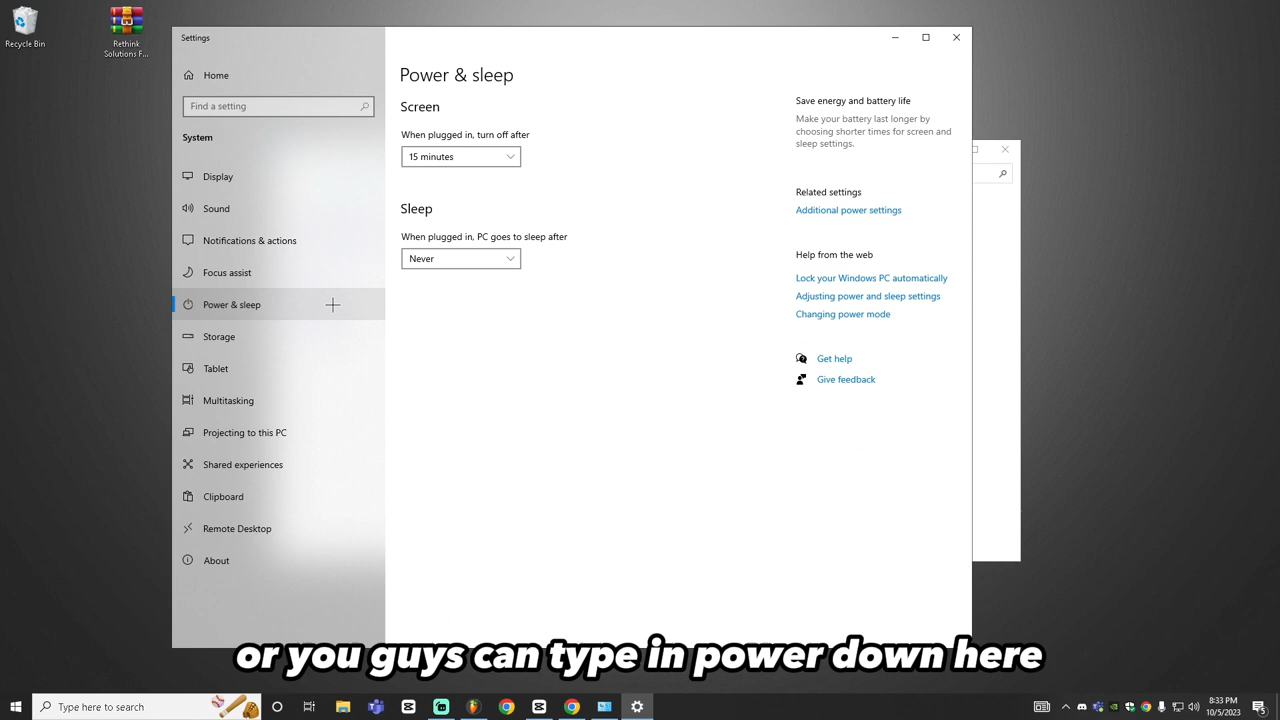 Recycle Bin
Rethink
Solutions F...
Settings
Home
Find a setting
System
Display
Sound
Notifications & actions
Focus assist
Power & sleep
Storage
Tablet
Multitasking
Projecting to this PC
Shared experiences
Clipboard
Remote Desktop
About
Power & sleep
Screen
When plugged in, turn off after
15 minutes
Sleep
When plugged in, PC goes to sleep after
Never
Save energy and battery life
Make your battery last longer by
choosing shorter times for screen and
sleep settings.
Related settings
Additional power settings
Help from the web
Lock your Windows PC automatically
Adjusting power and sleep settings
Changing power mode
Get help
Give feedback
or you guys can type in power down here
Type here to search
8:33 PM
10/5/2023